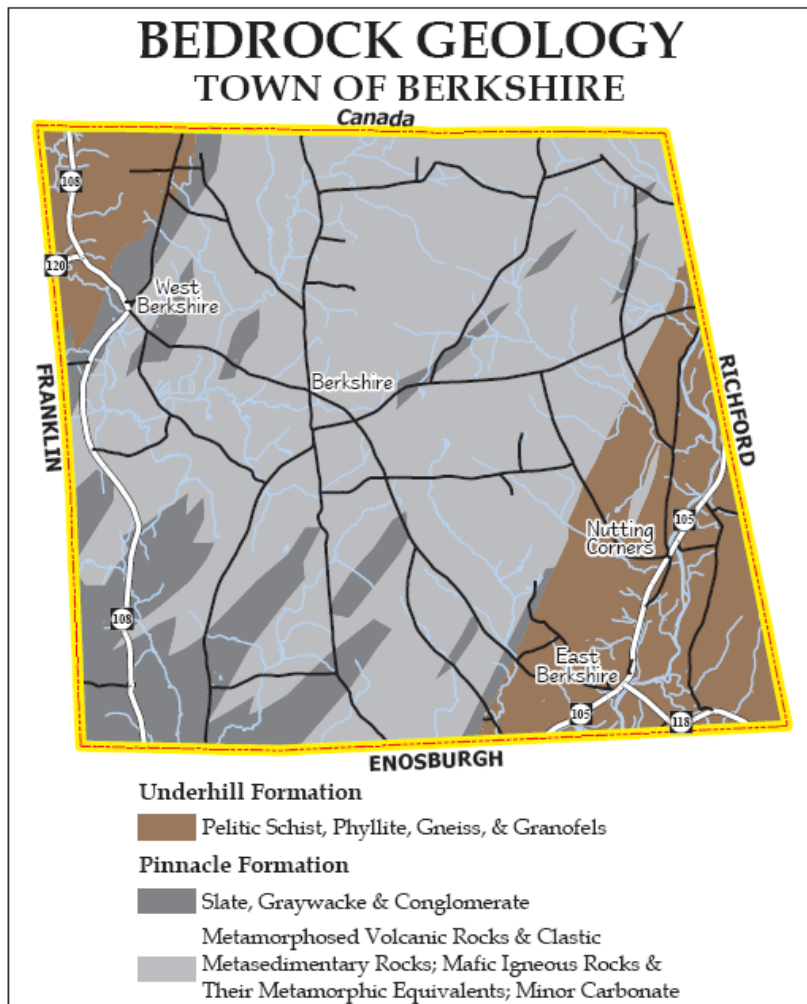 BEDROCK GEOLOGY
TOWN OF BERKSHIRE
Canada
108
120
West
Berkshire
FRANKLIN
Berkshire
RICHFORD
105
Nutting
Corners
108
East
Berkshire
105
118
ENOSBURGH
Underhill Formation
Pelitic Schist, Phyllite, Gneiss, & Granofels
Pinnacle Formation
Slate, Graywacke & Conglomerate
Metamorphosed Volcanic Rocks & Clastic
Metasedimentary Rocks; Mafic Igneous Rocks &
Their Metamorphic Equivalents; Minor Carbonate